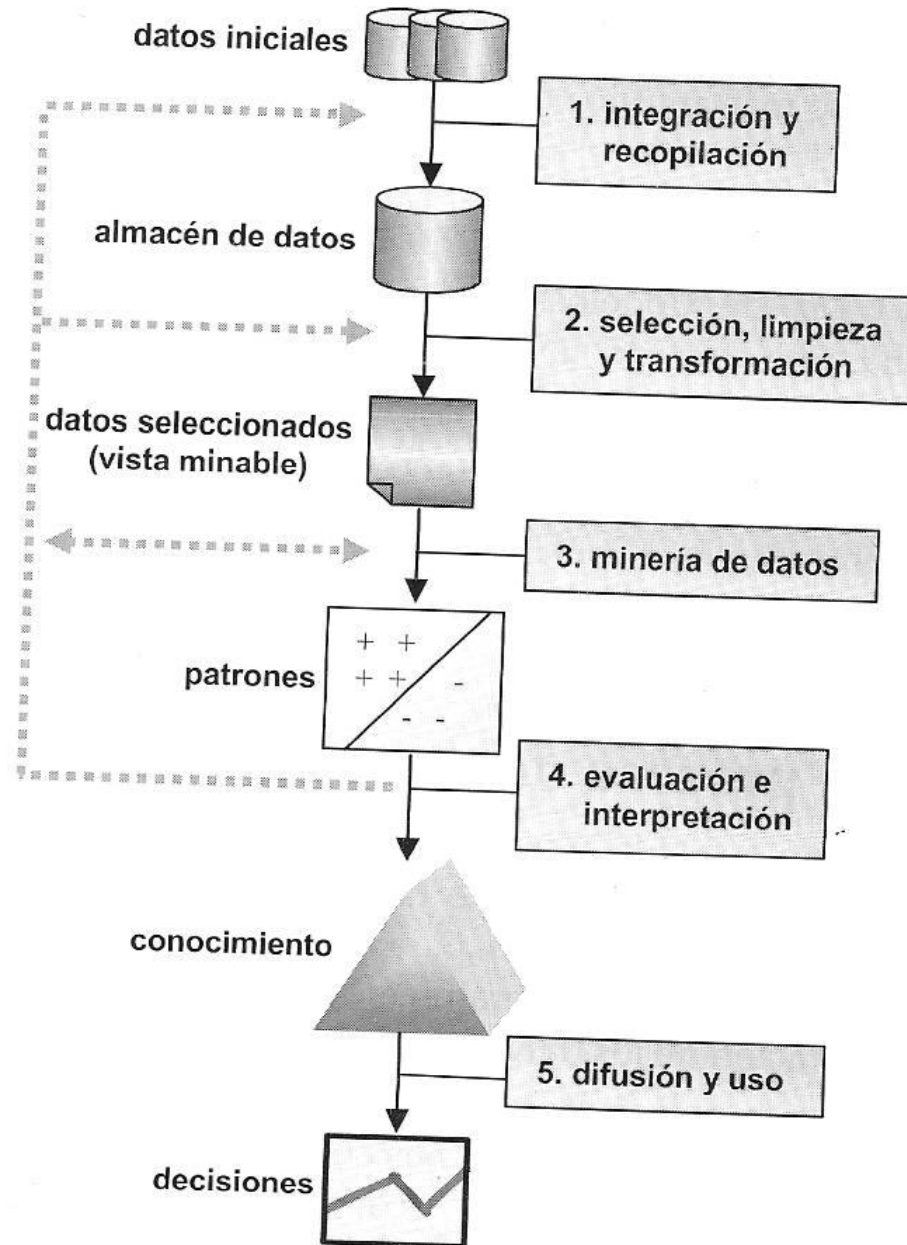 datos iniciales
1. integración y
recopilación
almacén de datos
2. selección, limpieza
y transformación
datos seleccionados
(vista minable)
3. minería de datos
+ +
+ + -
- -
patrones
4. evaluación e
interpretación
conocimiento
5. difusión y uso
decisiones